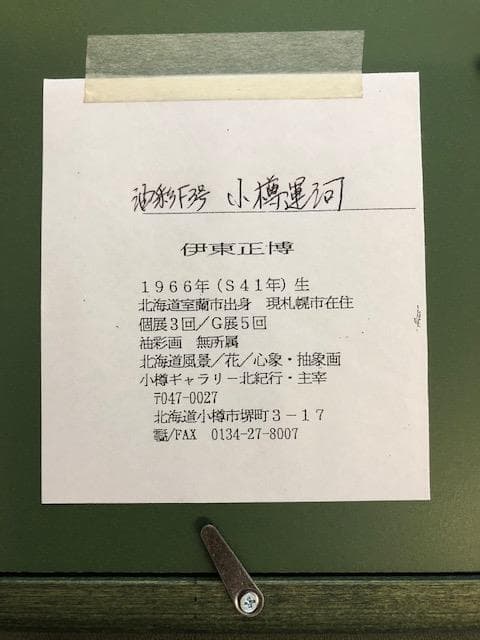 油彩F3号 小樽運河
伊東正博
1966年（S41年）生
北海道室蘭市出身　現札幌市在住
個展3回／G展5回
油彩画　無所属
北海道風景／花／心象・抽象画
小樽ギャラリー北紀行・主宰
〒047-0027
北海道小樽市堺町3－17
電/FAX　0134-27-8007